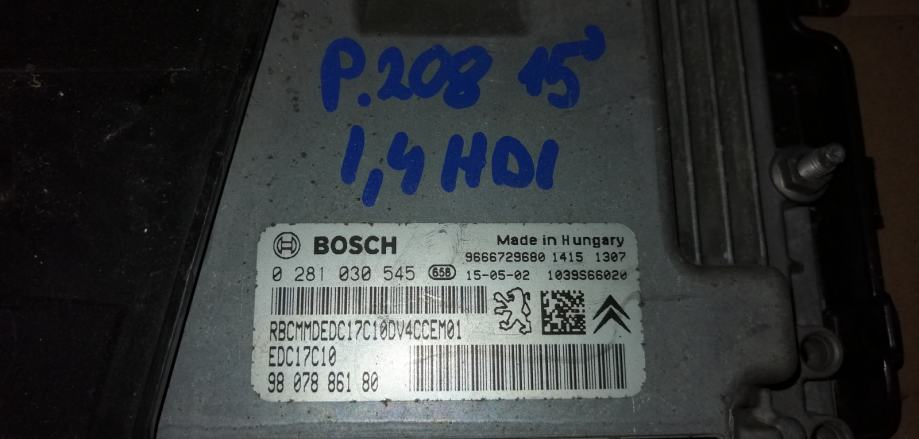 P.208 15'
1,4 HDI
BOSCH Made in Hungary
9666729680 1415 1307
0 281 030 545 658 15-05-02 1039S66020
RBCMMDEDC17C10DV4CCEM01
EDC17C10
98 078 861 80